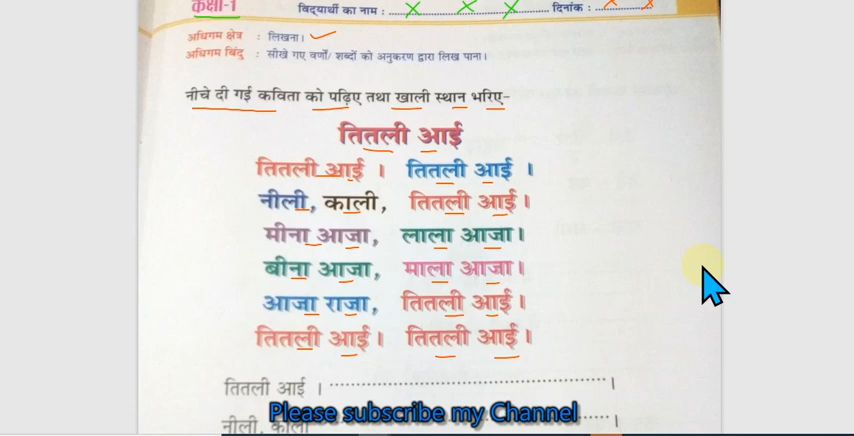 कक्षा-1 विद्यार्थी का नाम : ........................................ दिनांक : ................
अधिगम क्षेत्र : लिखना।
अधिगम बिंदु : सीखे गए वर्णों/ शब्दों को अनुकरण द्वारा लिख पाना।
नीचे दी गई कविता को पढ़िए तथा खाली स्थान भरिए-
तितली आई
तितली आई । तितली आई ।
नीली, काली, तितली आई।
मीना आजा, लाला आजा।
बीना आजा, माला आजा।
आजा राजा, तितली आई।
तितली आई। तितली आई।
तितली आई । ........................................ ।
Please subscribe my Channel
नीली, काली ........ ।